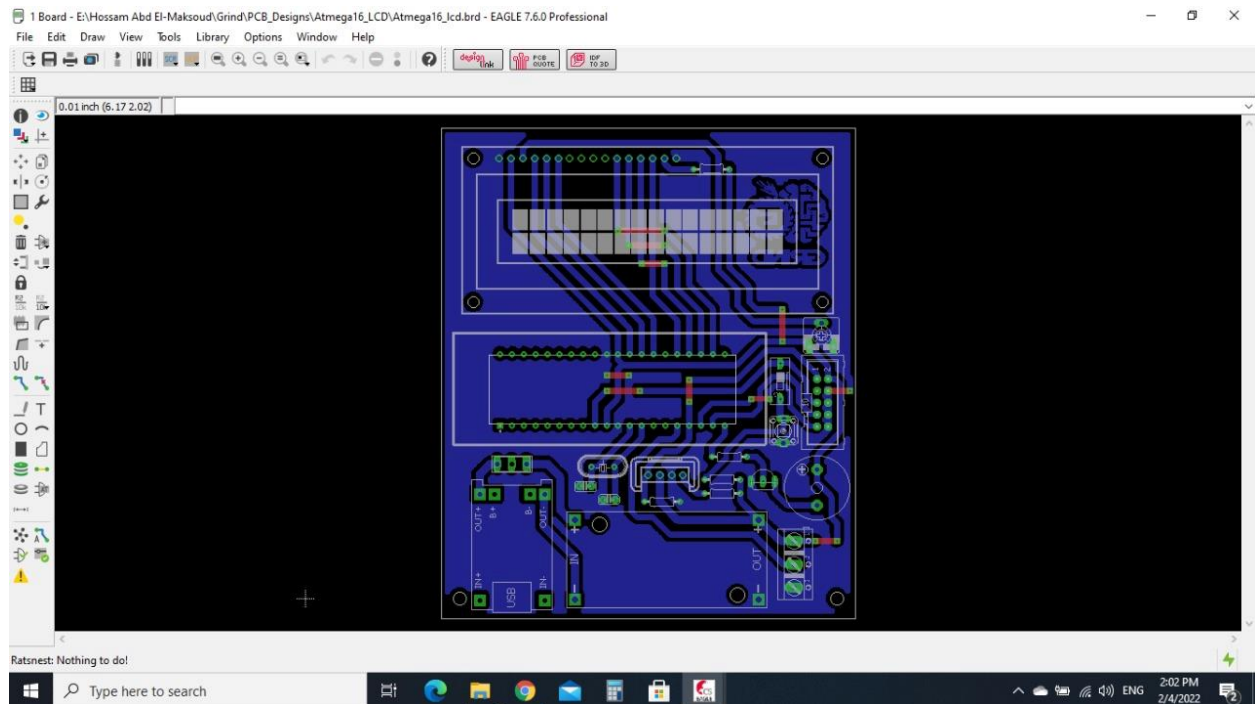 1 Board - E:\Hossam Abd El-Maksoud\Grind\PCB_Designs\Atmega16_LCD\Atmega16_lcd.brd - EAGLE 7.6.0 Professional
File Edit Draw View Tools Library Options Window Help
design link PCB QUOTE IDF TO 3D
0.01 inch (6.17 2.02)
1 2
OUT+ B+ B- OUT-
IN OUT
IN+ USB IN-
Ratsnest: Nothing to do!
Type here to search
ENG
2:02 PM
2/4/2022
2